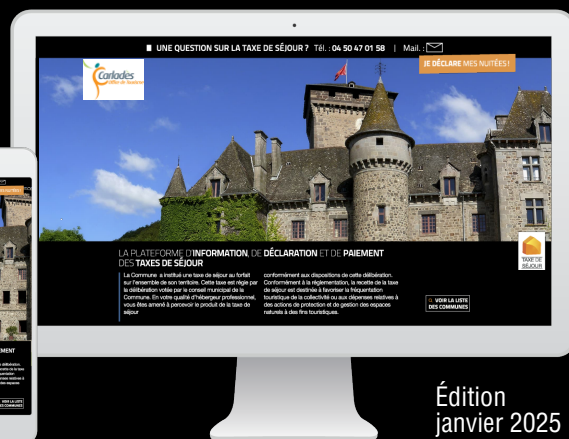 UNE QUESTION SUR LA TAXE DE SÉJOUR ? Tél. : 04 50 47 01 58 | Mail. :
JE DÉCLARE MES NUITÉES !
Carladès
LA PLATEFORME D'INFORMATION, DE DÉCLARATION ET DE PAIEMENT
DES TAXES DE SÉJOUR
La Commune a institué une taxe de séjour au forfait
sur l'ensemble de son territoire. Cette taxe est régie par
la délibération votée par le conseil municipal de la
Commune. En votre qualité d'hébergeur professionnel,
vous êtes amené à percevoir le produit de la taxe de
séjour
conformément aux dispositions de cette délibération.
Conformément à la réglementation, la recette de la taxe
de séjour est destinée à favoriser la fréquentation
touristique de la collectivité ou aux dépenses relatives à
des actions de protection et de gestion des espaces
naturels à des fins touristiques.
TAXE DE
SÉJOUR
VOIR LA LISTE
DES COMMUNES
Édition
janvier 2025